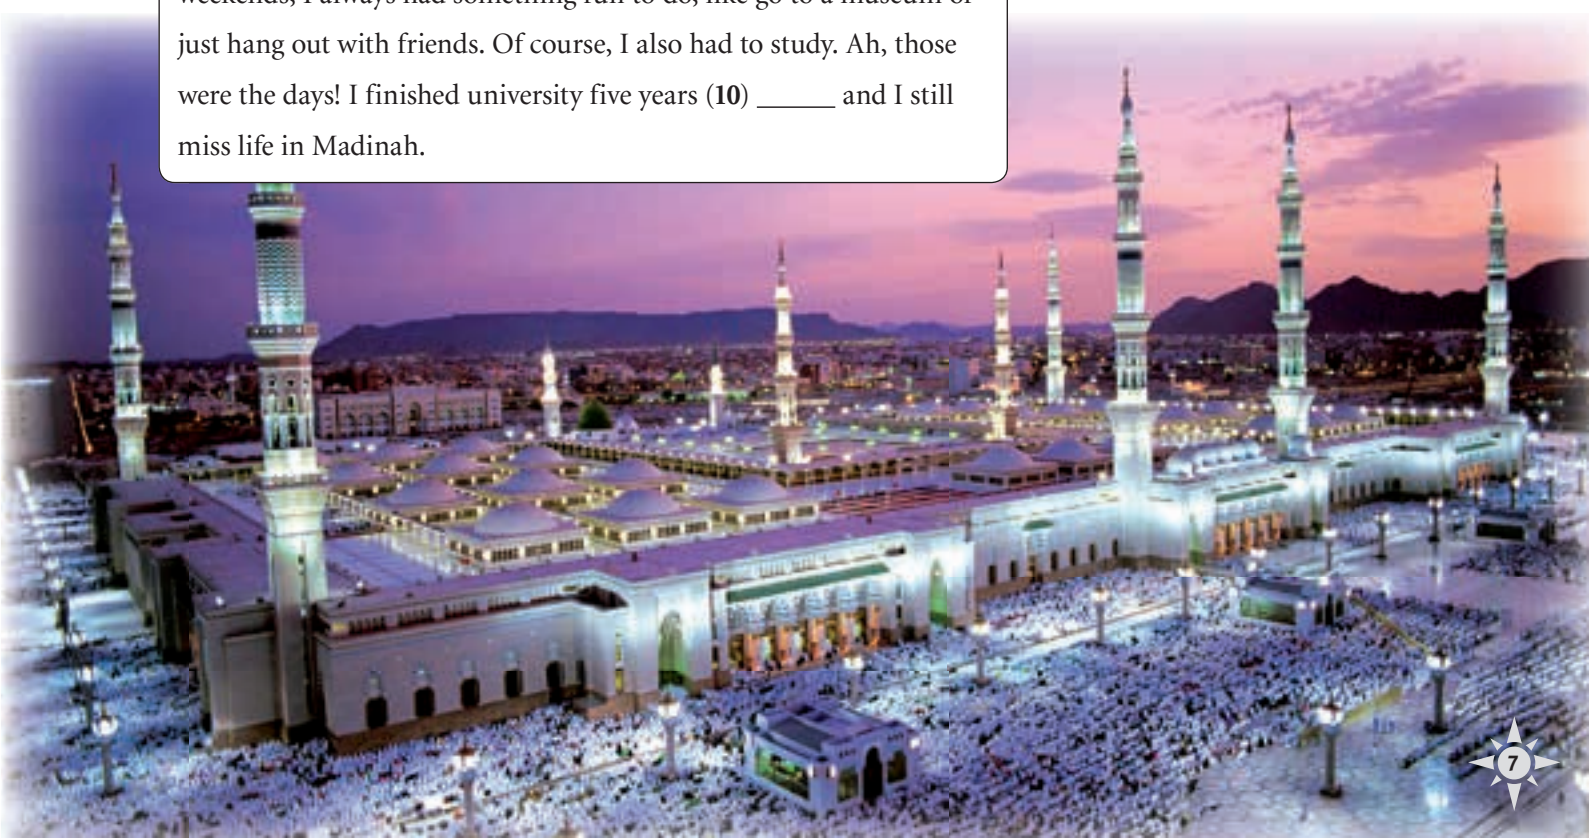 just hang out with friends. Of course, I also had to study. Ah, those
were the days! I finished university five years (10) ______ and I still
miss life in Madinah.
7